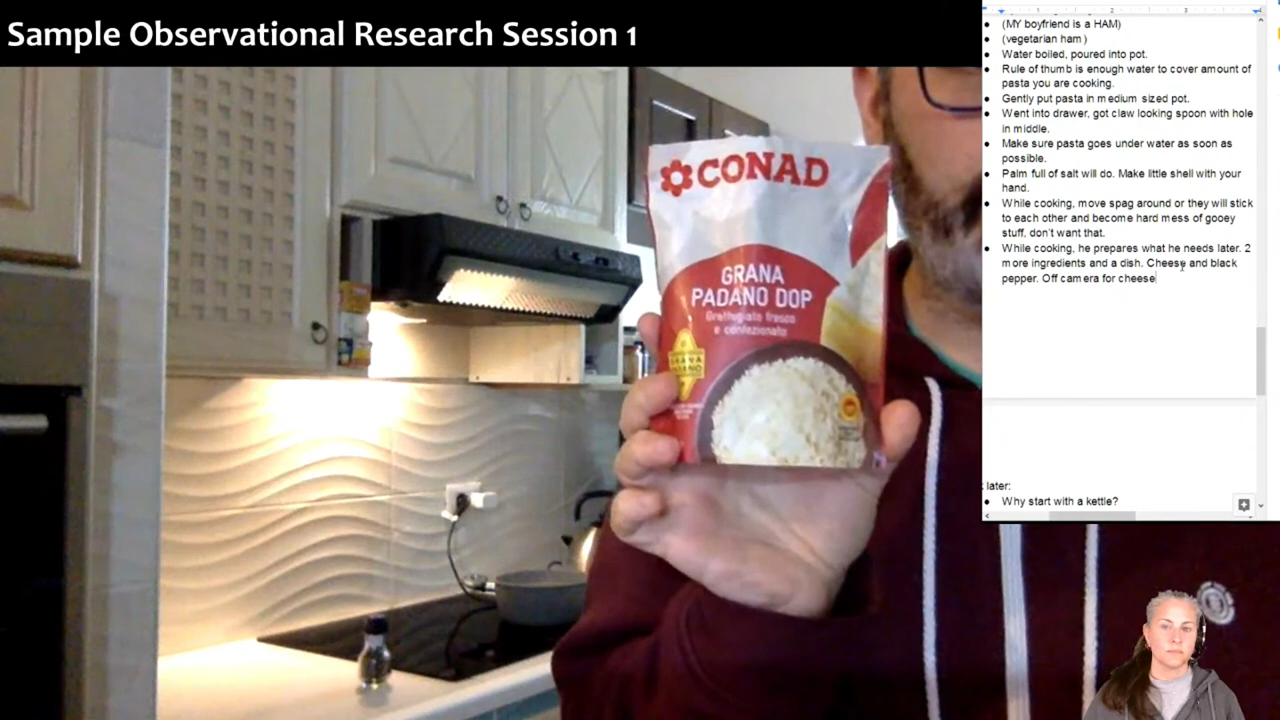 Sample Observational Research Session 1
(MY boyfriend is a HAM)
(vegetarian ham)
Water boiled, poured into pot.
Rule of thumb is enough water to cover amount of
pasta you are cooking.
Gently put pasta in medium sized pot.
Went into drawer, got claw looking spoon with hole
in middle.
Make sure pasta goes under water as soon as
possible.
Palm full of salt will do. Make little shell with your
hand.
While cooking, move spag around or they will stick
to each other and become hard mess of gooey
stuff, don't want that.
While cooking, he prepares what he needs later. 2
more ingredients and a dish. Cheese and black
pepper. Off camera for cheese
later:
Why start with a kettle?
CONAD
GRANA
PADANO DOP
Grattugiato fresco
e confezionato